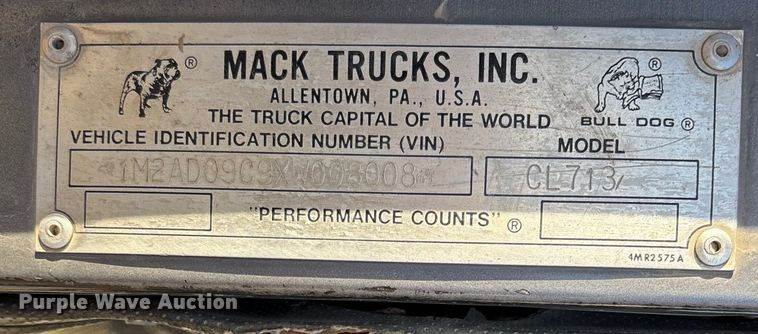 MACK TRUCKS, INC.
ALLENTOWN, PA., U.S.A.
THE TRUCK CAPITAL OF THE WORLD
BULL DOG ®
VEHICLE IDENTIFICATION NUMBER (VIN) MODEL
CL713
"PERFORMANCE COUNTS" ®
4MR2575A
Purple Wave Auction